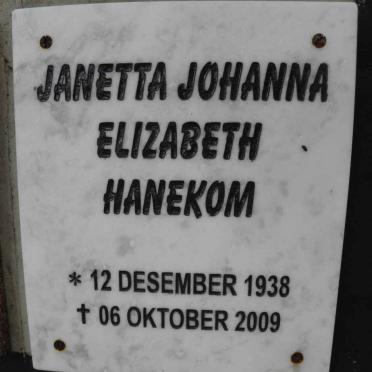 JANETTA JOHANNA
ELIZABETH
HANEKOM
* 12 DESEMBER 1938
✝ 06 OKTOBER 2009